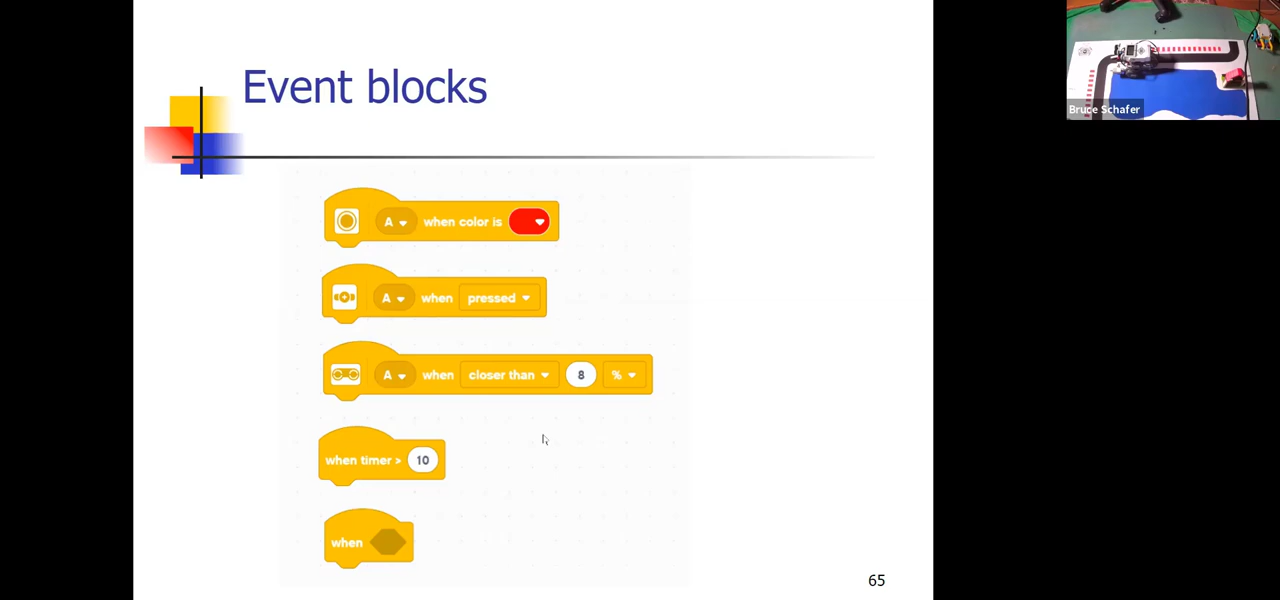 Event blocks
A when color is
A when pressed
A when closer than 8 %
when timer > 10
when
65
Bruce Schafer